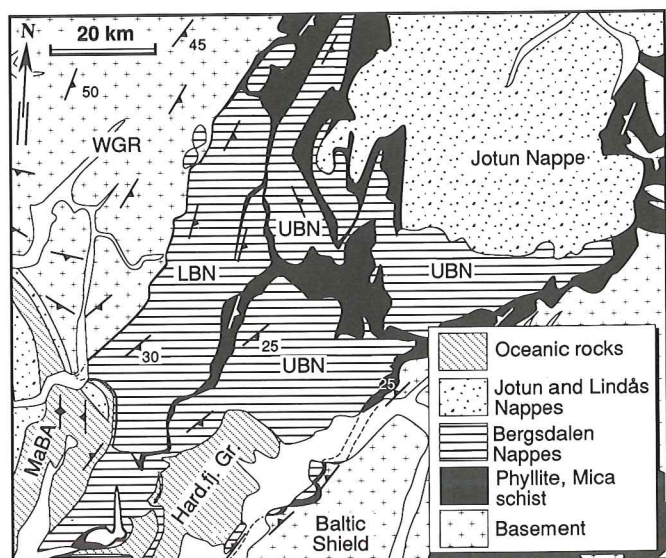 20 km
N
45
50
WGR
Jotun Nappe
UBN
LBN
UBN
30
25
UBN
25
MaBA
Hard.fj. Gr
Baltic
Shield
Oceanic rocks
Jotun and Lindås
Nappes
Bergsdalen
Nappes
Phyllite, Mica
schist
Basement